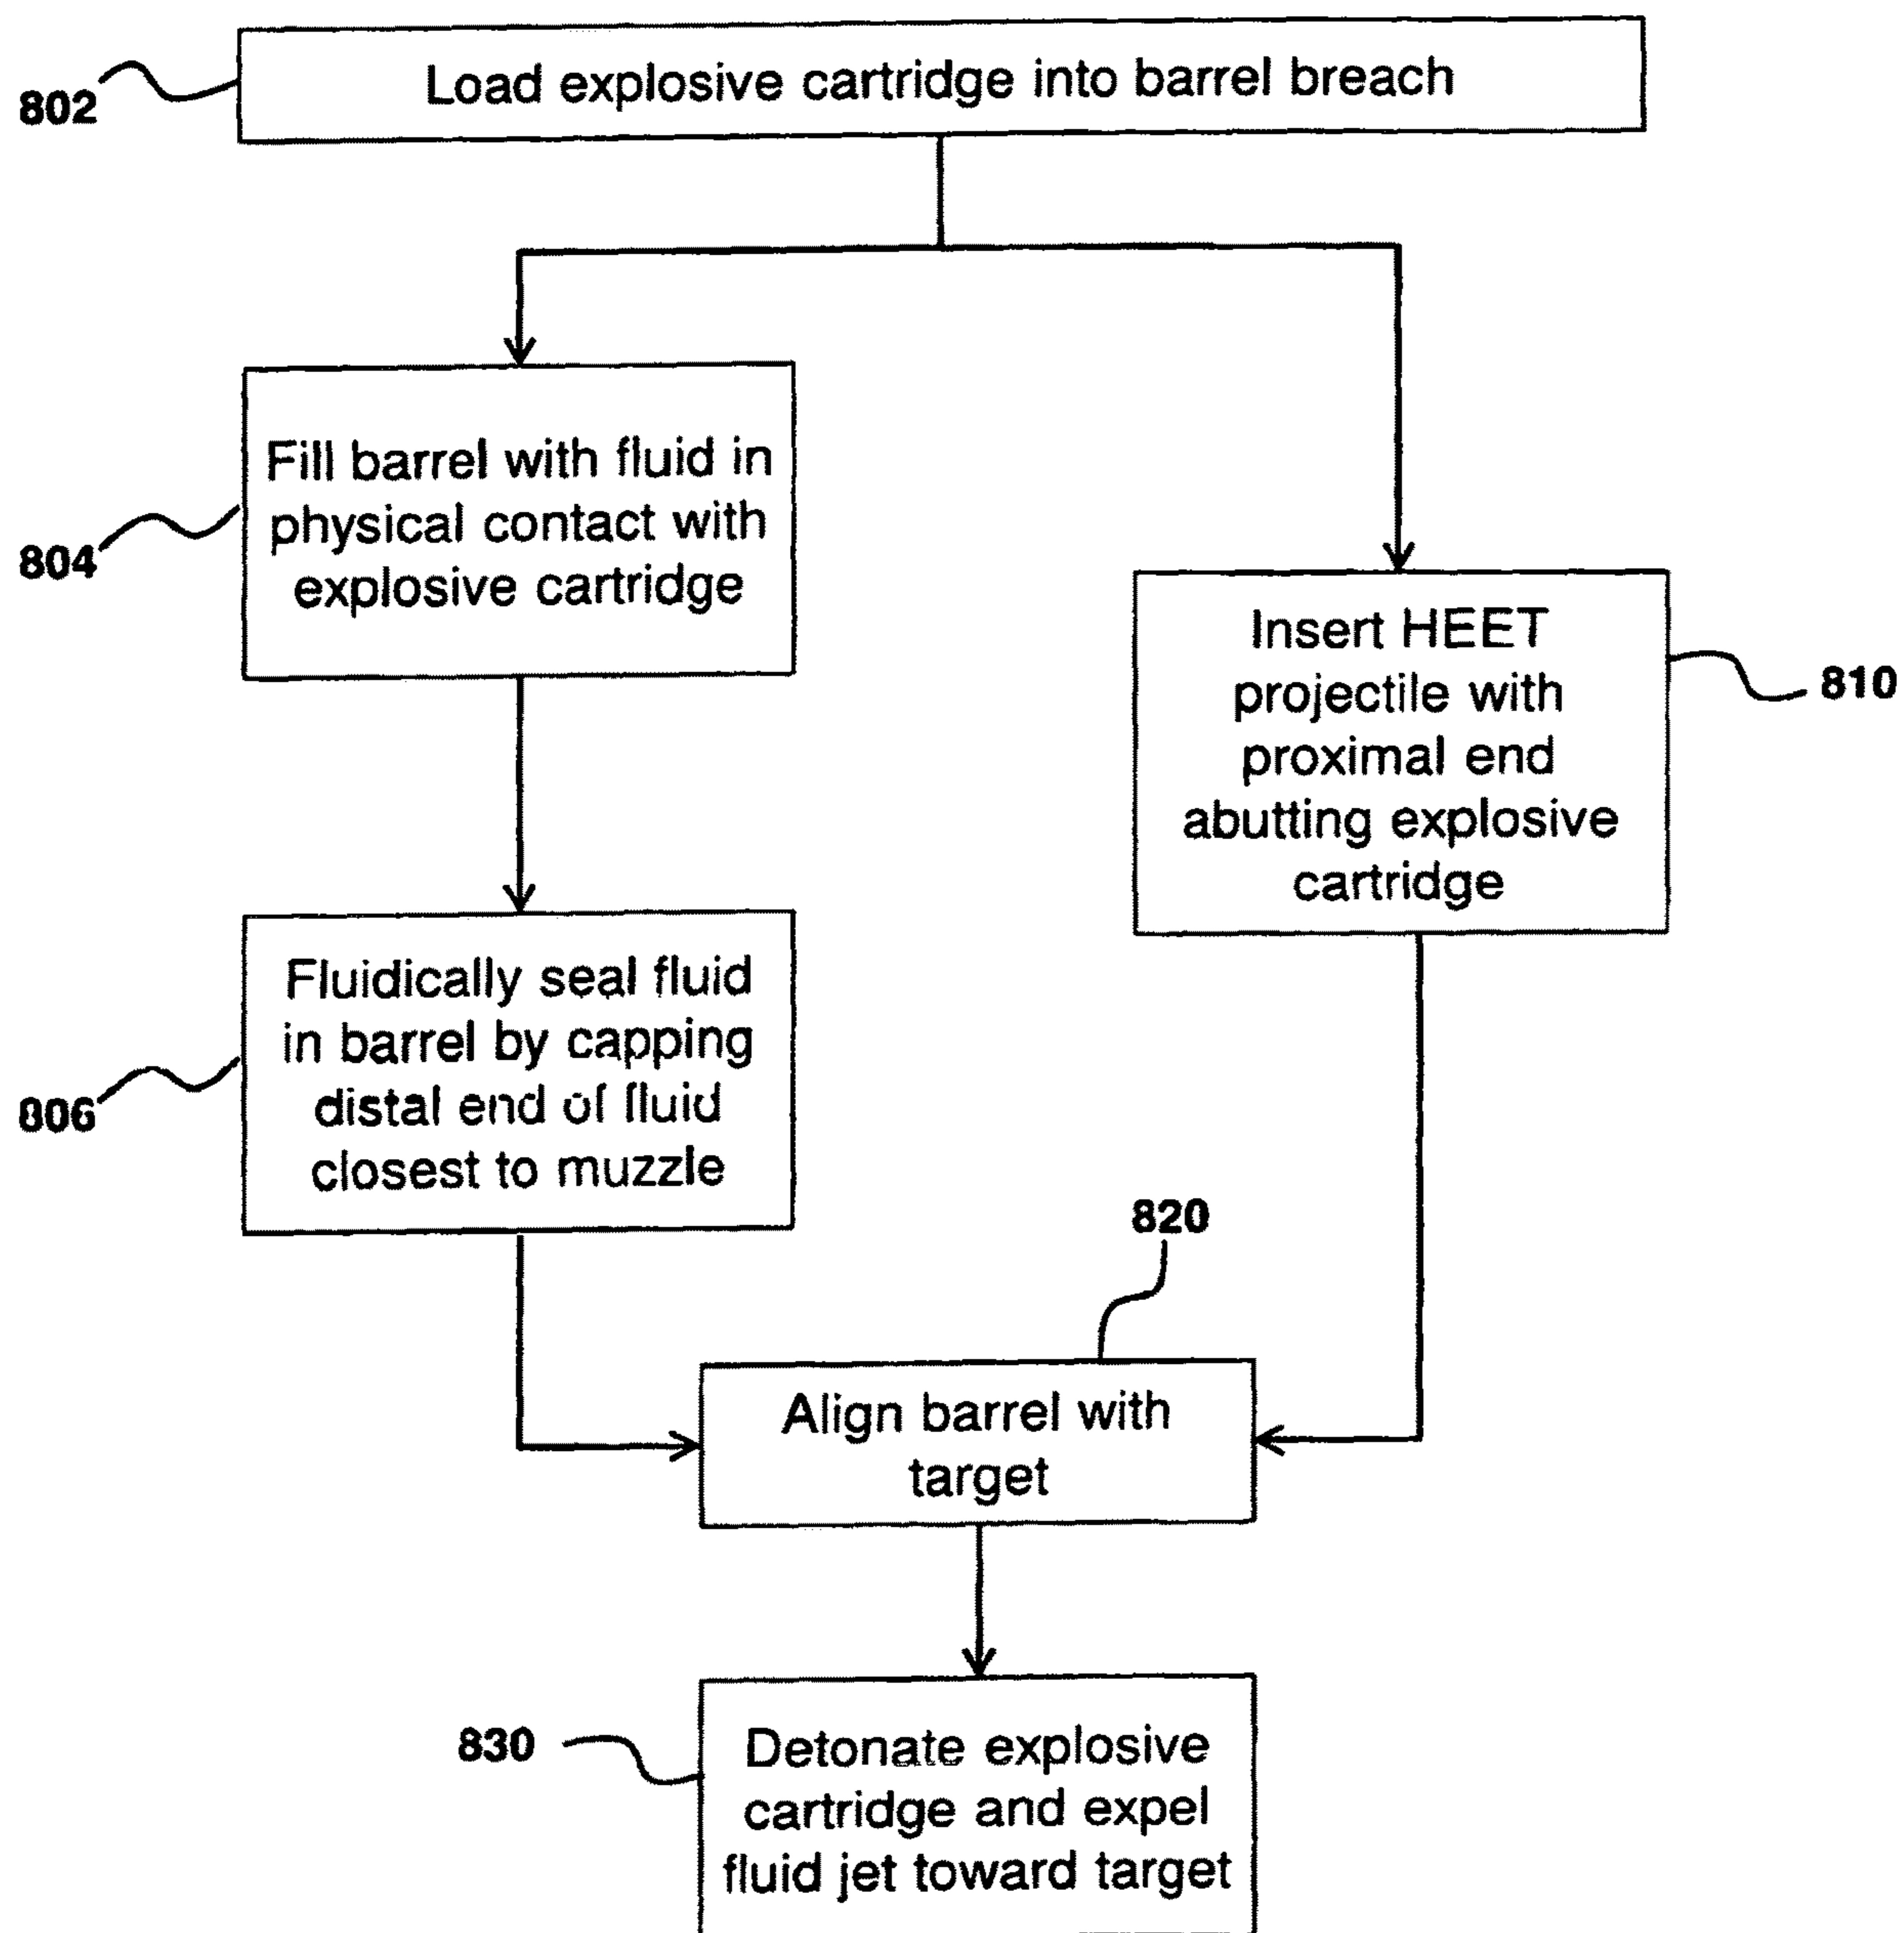 802
Load explosive cartridge into barrel breach
804
Fill barrel with fluid in
physical contact with
explosive cartridge
Insert HEET
projectile with
proximal end
abutting explosive
cartridge
810
806
Fluidically seal fluid
in barrel by capping
distal end of fluid
closest to muzzle
820
Align barrel with
target
830
Detonate explosive
cartridge and expel
fluid jet toward target